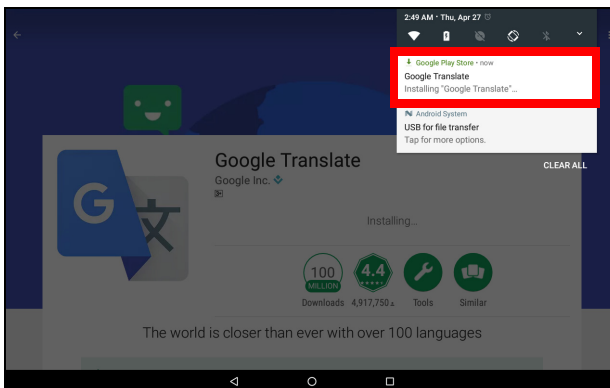 2:49 AM • Thu, Apr 27
Google Play Store • now
Google Translate
Installing "Google Translate"...
Android System
USB for file transfer
Tap for more options.
CLEAR ALL
G 文
Google Translate
Google Inc.
Installing...
100
MILLION
4.4
Downloads 4,917,750 Tools Similar
The world is closer than ever with over 100 languages